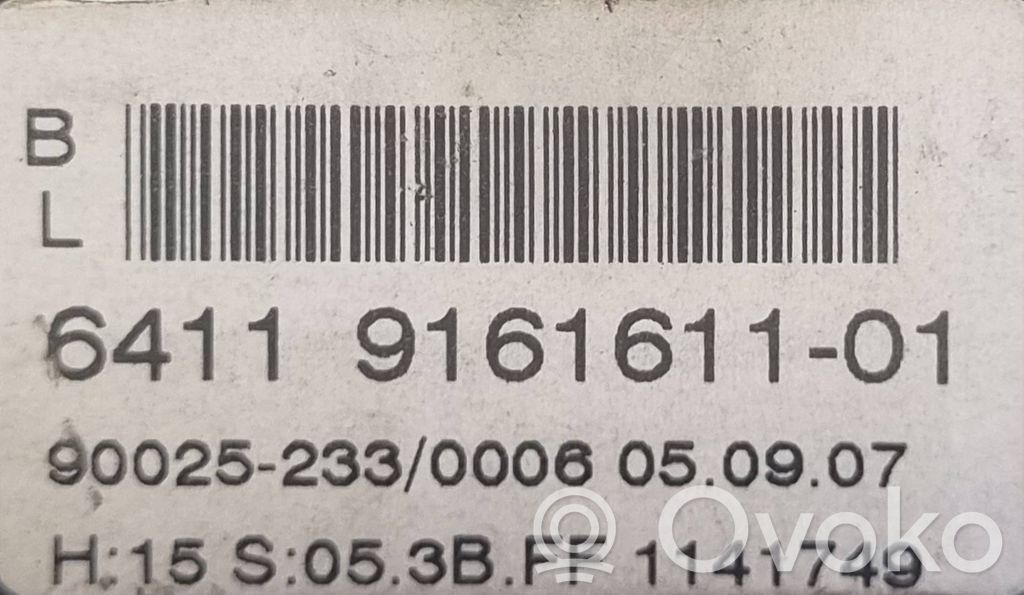 B
L
6411 9161611-01
90025-233/0006 05.09.07
H:15 S:05.3B.FF 1141749
Ovoko